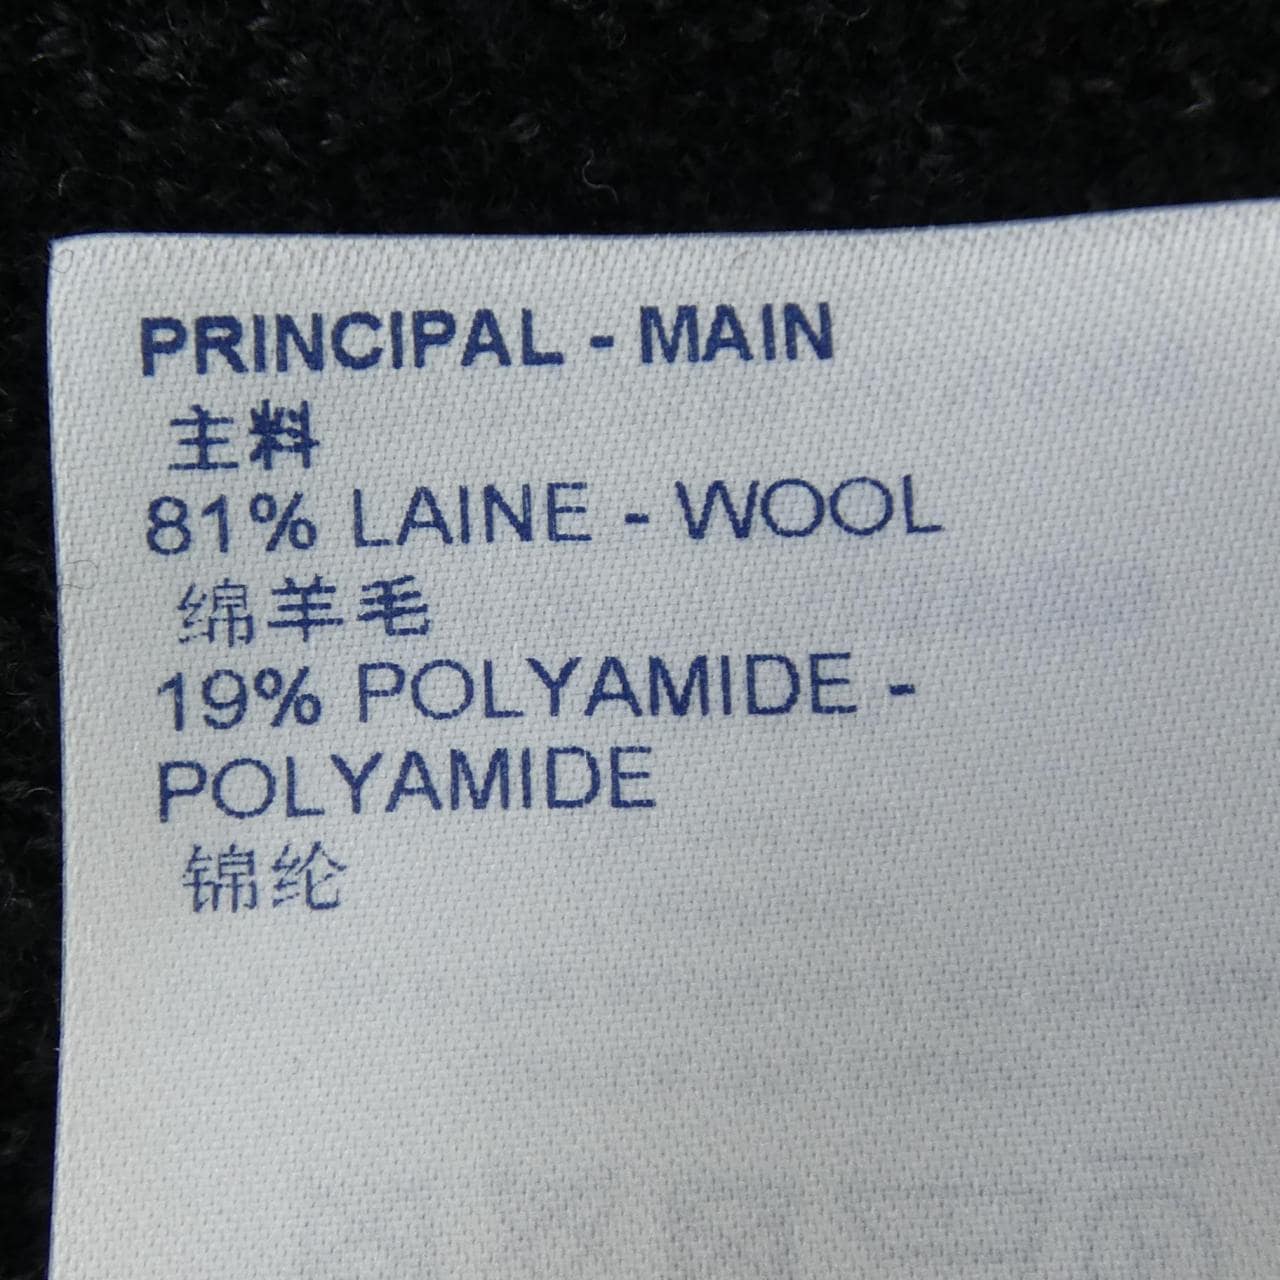 PRINCIPAL - MAIN
主料
81% LAINE - WOOL
绵羊毛
19% POLYAMIDE -
POLYAMIDE
锦纶